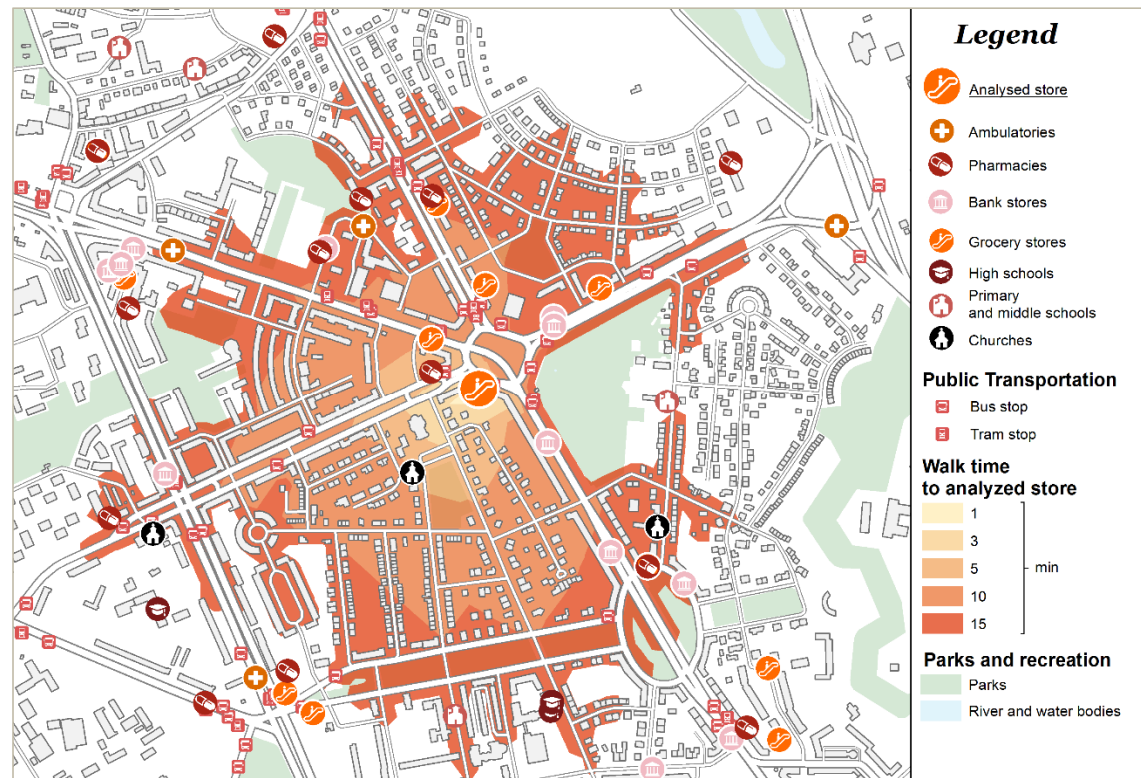 Legend
Analysed store
Ambulatories
Pharmacies
Bank stores
Grocery stores
High schools
Primary
and middle schools
Churches
Public Transportation
Bus stop
Tram stop
Walk time
to analyzed store
1
3
5
min
10
15
Parks and recreation
Parks
River and water bodies